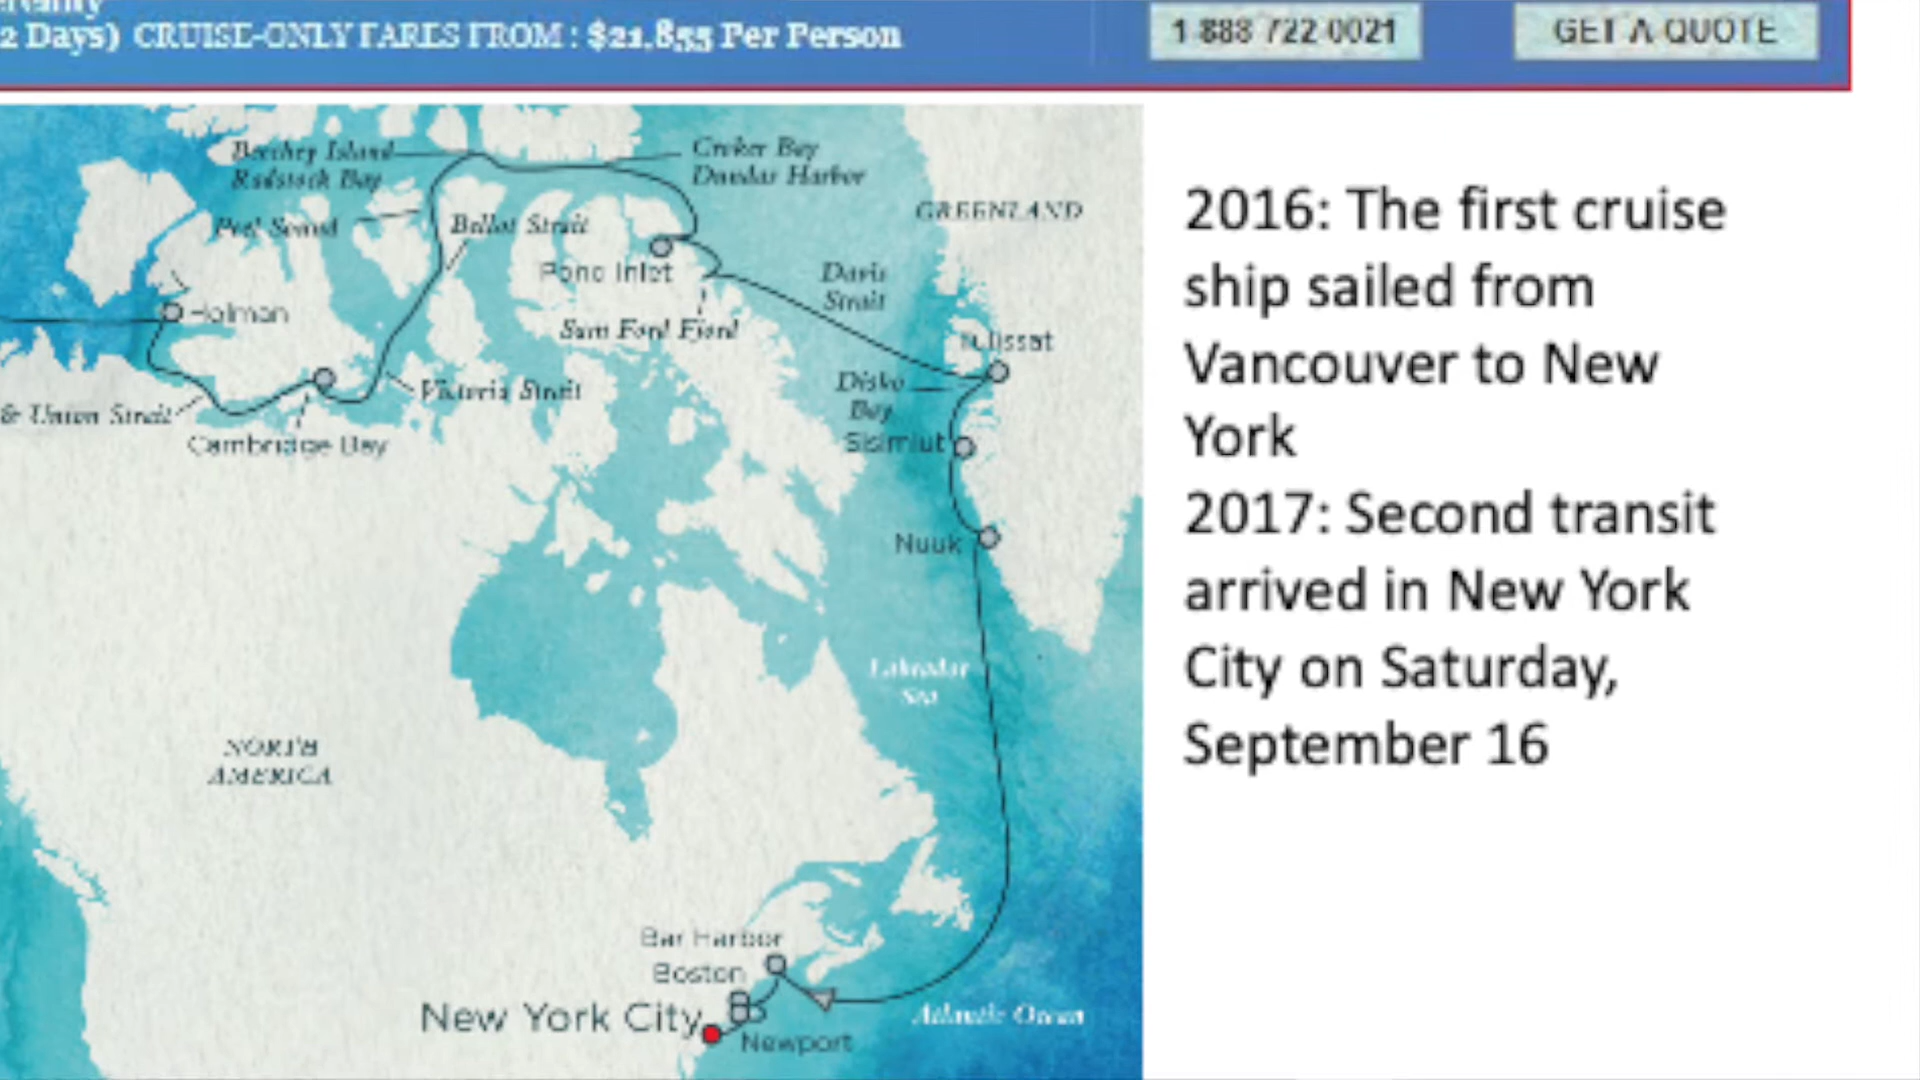 2 Days) CRUISE-ONLY FARES FROM : $21,855 Per Person
1 888 722 0021
GET A QUOTE
Beechey Island
Radstock Bay
Croker Bay
Dundas Harbor
Peel Sound
Bellot Strait
GREENLAND
Pond Inlet
Davis
Strait
Holman
Sam Ford Fjord
Ilulissat
Disko
Bay
Victoria Strait
& Union Strait
Cambridge Bay
Sisimiut
Nuuk
Labrador
Sea
NORTH
AMERICA
Bar Harbor
Boston
New York City
Newport
Atlantic Ocean
2016: The first cruise
ship sailed from
Vancouver to New
York
2017: Second transit
arrived in New York
City on Saturday,
September 16